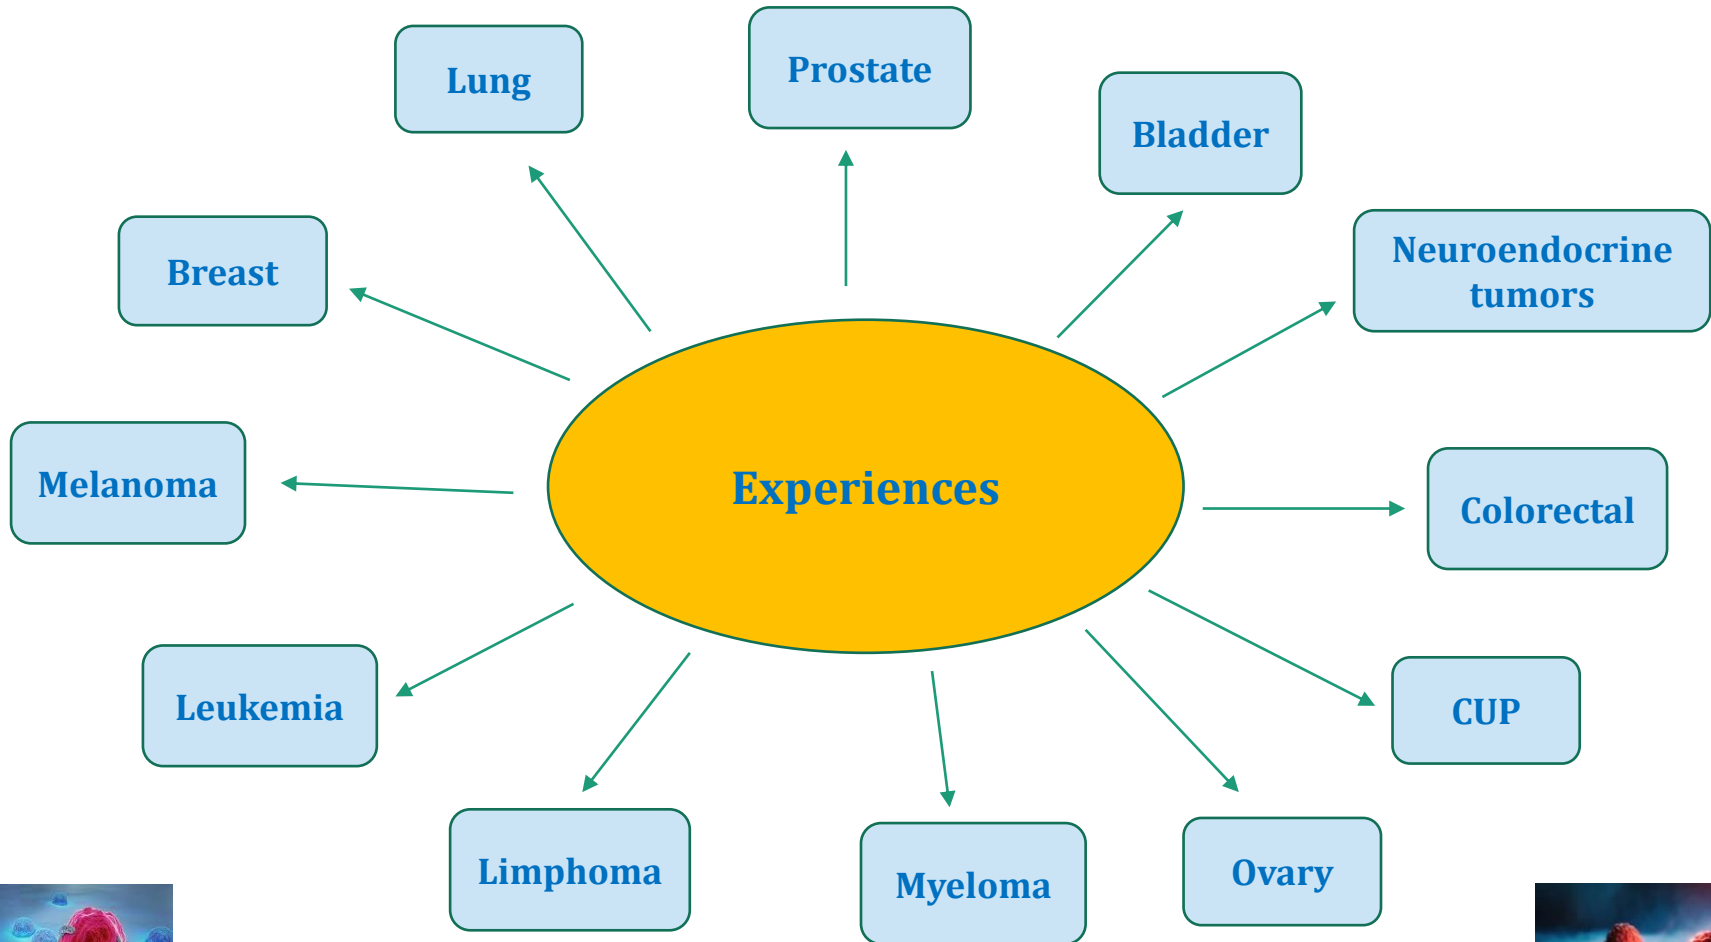 Prostate
Lung
Bladder
Neuroendocrine
tumors
Breast
Experiences
Melanoma
Colorectal
Leukemia
CUP
Limphoma
Myeloma
Ovary